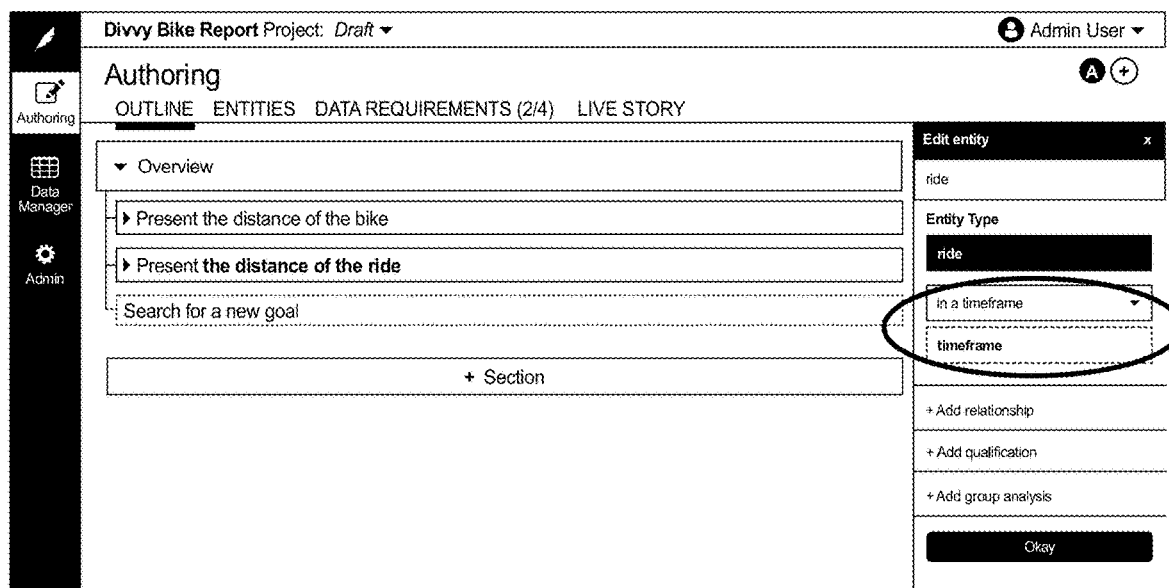 Divvy Bike Report Project: Draft
Admin User
Authoring
A +
OUTLINE ENTITIES DATA REQUIREMENTS (2/4) LIVE STORY
Authoring
Data
Manager
Admin
Overview
Present the distance of the bike
Present the distance of the ride
Search for a new goal
+ Section
Edit entity x
ride
Entity Type
ride
in a timeframe
timeframe
+ Add relationship
+ Add qualification
+ Add group analysis
Okay